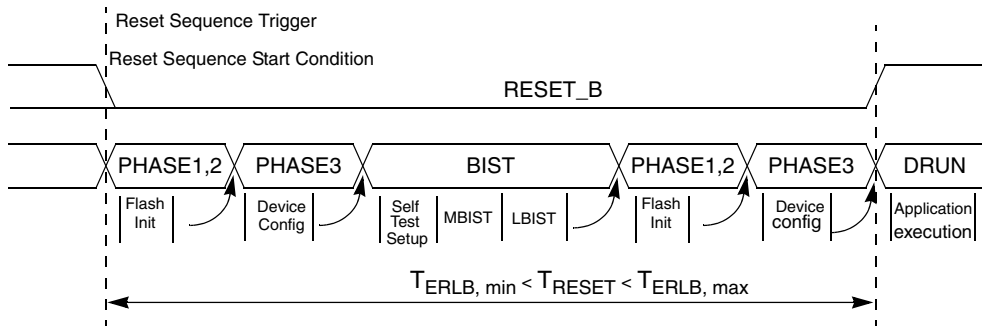 Reset Sequence Trigger
Reset Sequence Start Condition
RESET_B
PHASE1,2 PHASE3 BIST PHASE1,2 PHASE3 DRUN
Flash Init
Device Config
Self Test Setup
MBIST
LBIST
Flash Init
Device config
Application execution
TERLB, min < TRESET < TERLB, max